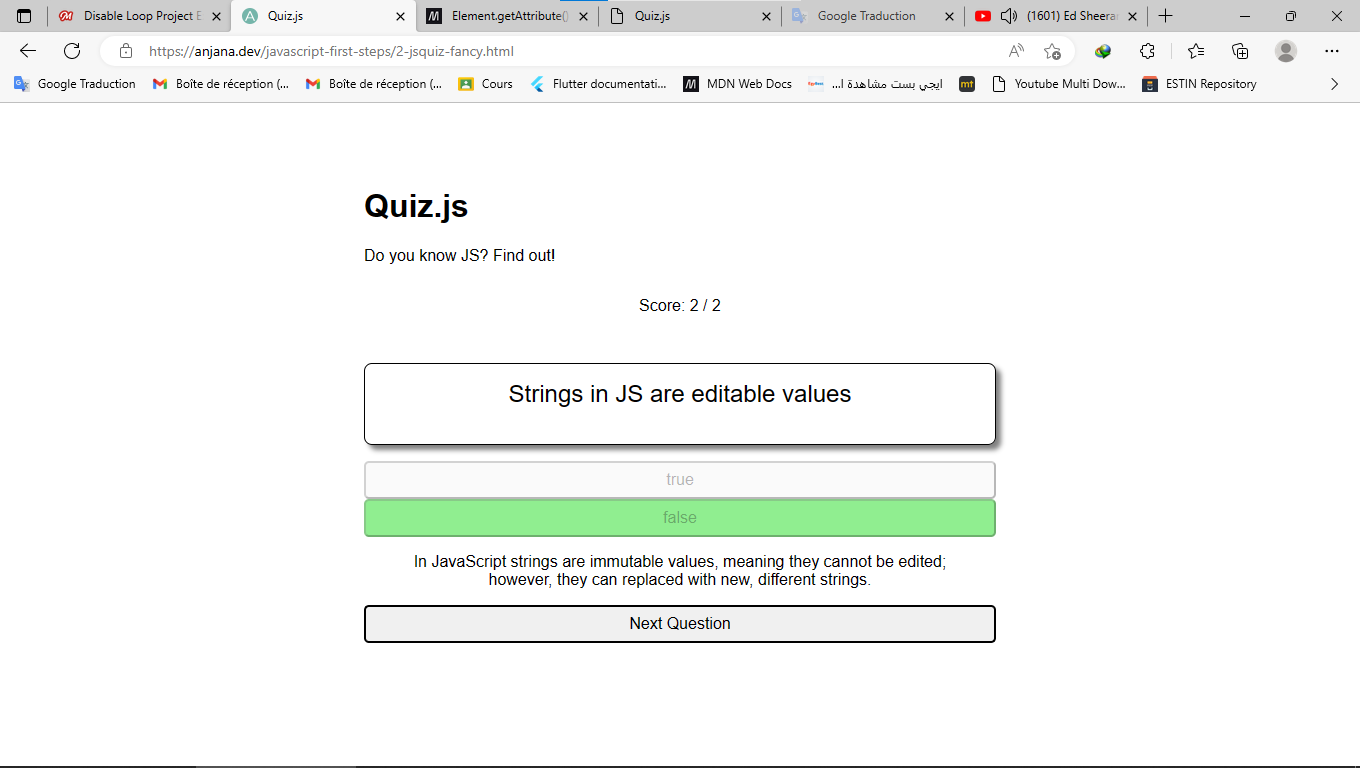 Disable Loop Project E
Quiz.js
Element.getAttribute()
Quiz.js
Google Traduction
(1601) Ed Sheeran
https://anjana.dev/javascript-first-steps/2-jsquiz-fancy.html
Google Traduction
Boîte de réception (...
Boîte de réception (...
Cours
Flutter documentati...
MDN Web Docs
ايجي بست مشاهدة ا...
mt
Youtube Multi Dow...
ESTIN Repository
Quiz.js
Do you know JS? Find out!
Score: 2 / 2
Strings in JS are editable values
true
false
In JavaScript strings are immutable values, meaning they cannot be edited;
however, they can replaced with new, different strings.
Next Question